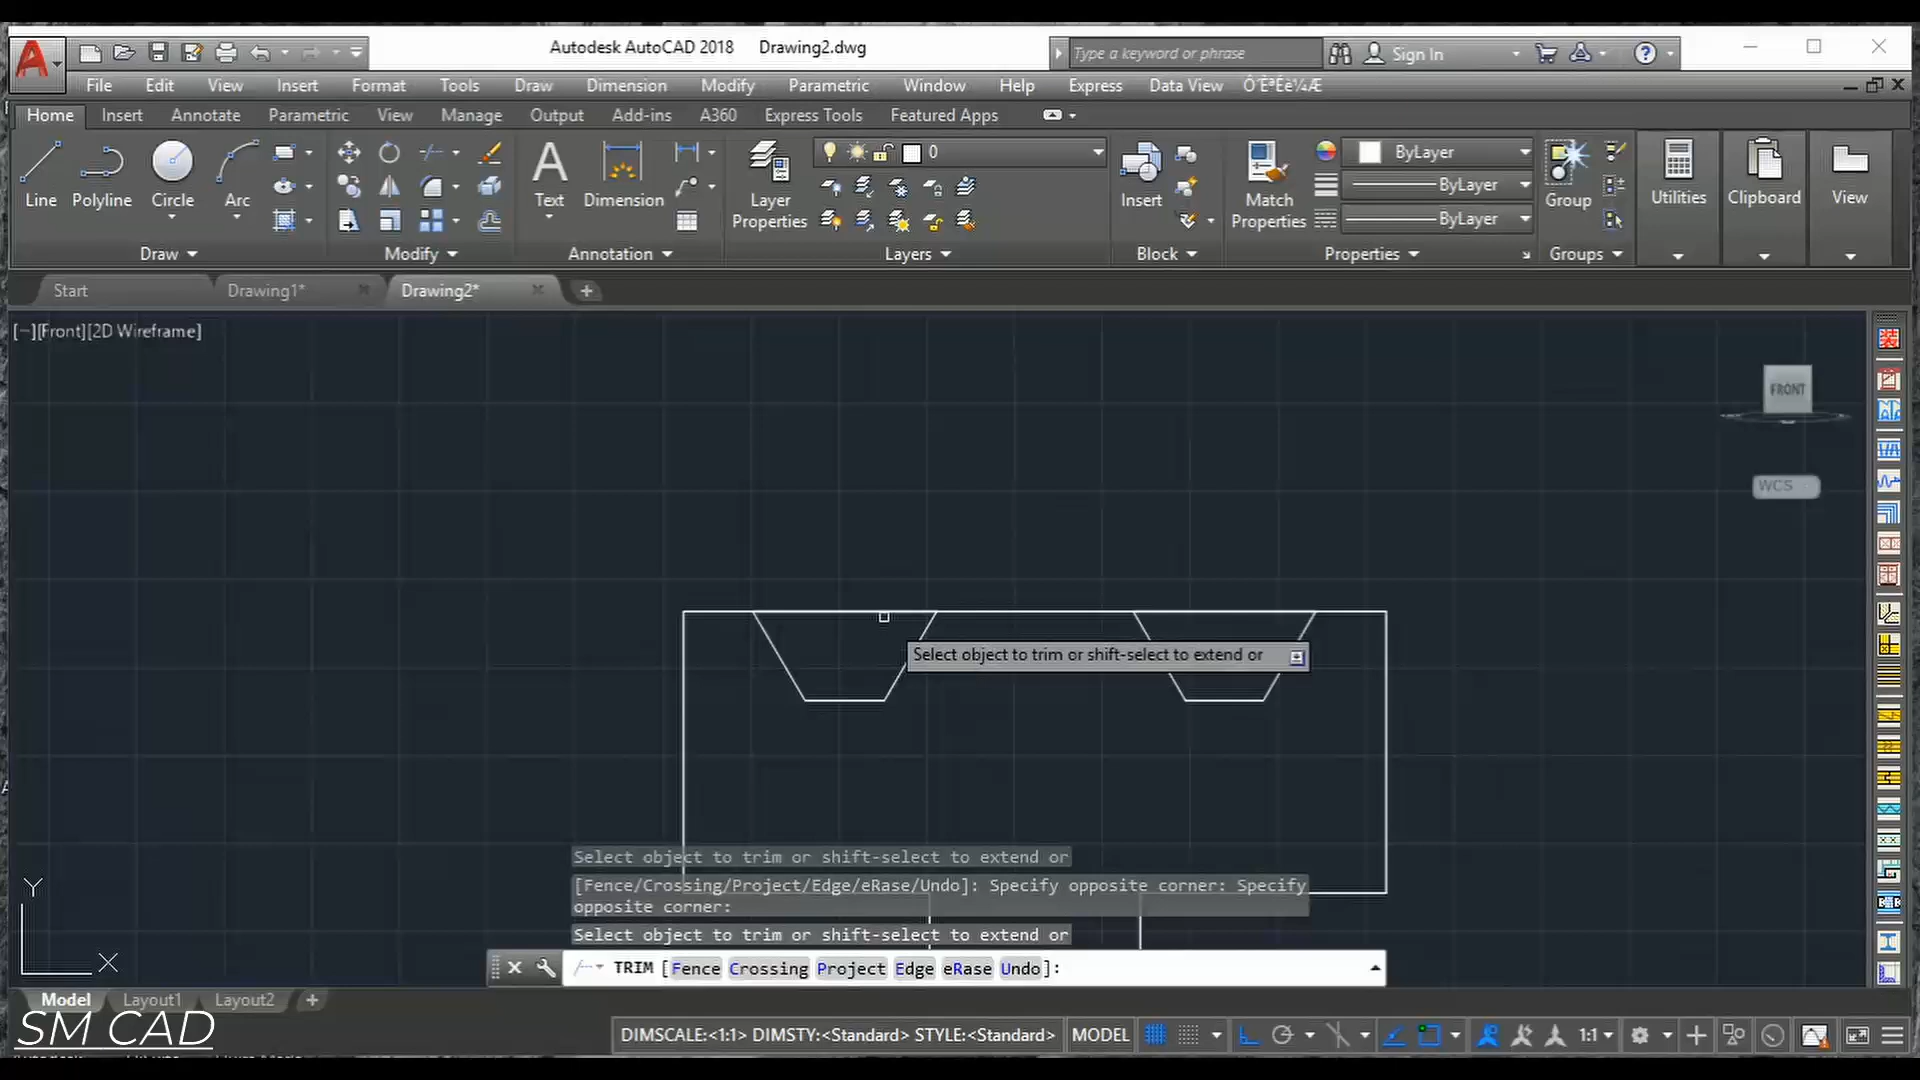 Autodesk AutoCAD 2018 Drawing2.dwg
Type a keyword or phrase
Sign In
File Edit View Insert Format Tools Draw Dimension Modify Parametric Window Help Express Data View ÔªÊªÉè¼Æ
Home Insert Annotate Parametric View Manage Output Add-ins A360 Express Tools Featured Apps
0
ByLayer
ByLayer
ByLayer
Line Polyline Circle Arc
Text Dimension
Layer Properties
Insert
Match Properties
Group
Utilities Clipboard View
Draw Modify Annotation Layers Block Properties Groups
Start Drawing1* Drawing2*
[−][Front][2D Wireframe]
FRONT
WCS
Select object to trim or shift-select to extend or
Select object to trim or shift-select to extend or
[Fence/Crossing/Project/Edge/eRase/Undo]: Specify opposite corner: Specify
opposite corner:
Select object to trim or shift-select to extend or
TRIM [Fence Crossing Project Edge eRase Undo]:
Y
X
Model Layout1 Layout2
SM CAD
DIMSCALE:<1:1> DIMSTY:<Standard> STYLE:<Standard> MODEL 1:1